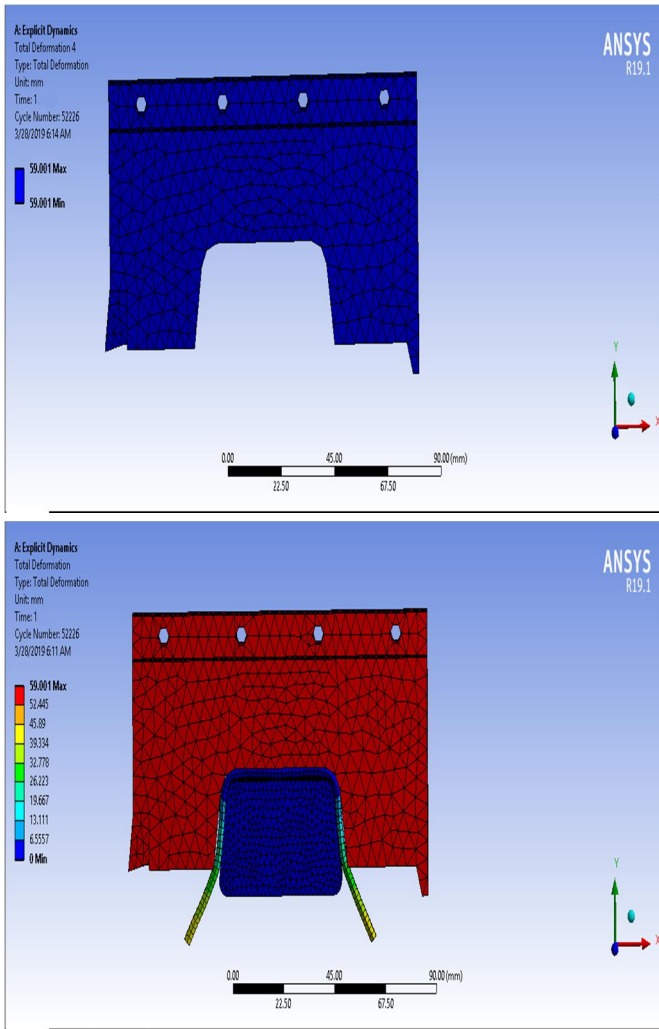 A: Explicit Dynamics
Total Deformation 4
Type: Total Deformation
Unit: mm
Time: 1
Cycle Number: 52226
3/28/2019 6:14 AM
59.001 Max
59.001 Min
ANSYS
R19.1
Y
X
0.00 45.00 90.00 (mm)
22.50 67.50
A: Explicit Dynamics
Total Deformation
Type: Total Deformation
Unit: mm
Time: 1
Cycle Number: 52226
3/28/2019 6:11 AM
59.001 Max
52.445
45.89
39.334
32.778
26.223
19.667
13.111
6.5557
0 Min
ANSYS
R19.1
Y
X
0.00 45.00 90.00 (mm)
22.50 67.50